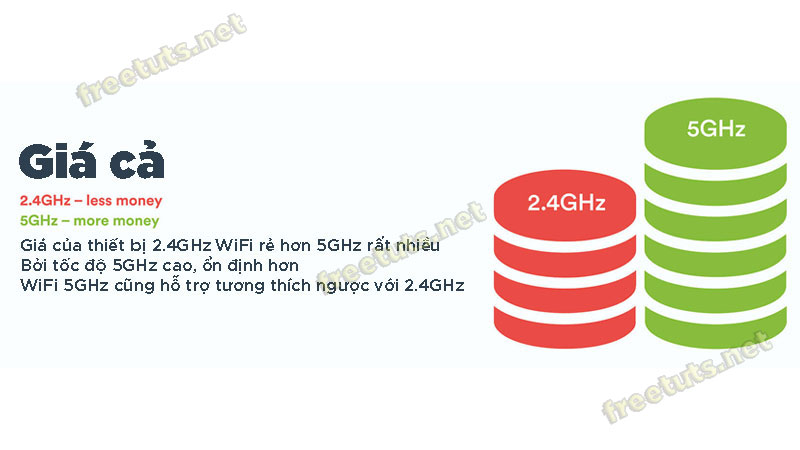 freetuts.net
Giá cả
2.4GHz – less money
5GHz – more money
Giá của thiết bị 2.4GHz WiFi rẻ hơn 5GHz rất nhiều
Bởi tốc độ 5GHz cao, ổn định hơn
WiFi 5GHz cũng hỗ trợ tương thích ngược với 2.4GHz
freetuts.net
2.4GHz
5GHz
freetuts.net